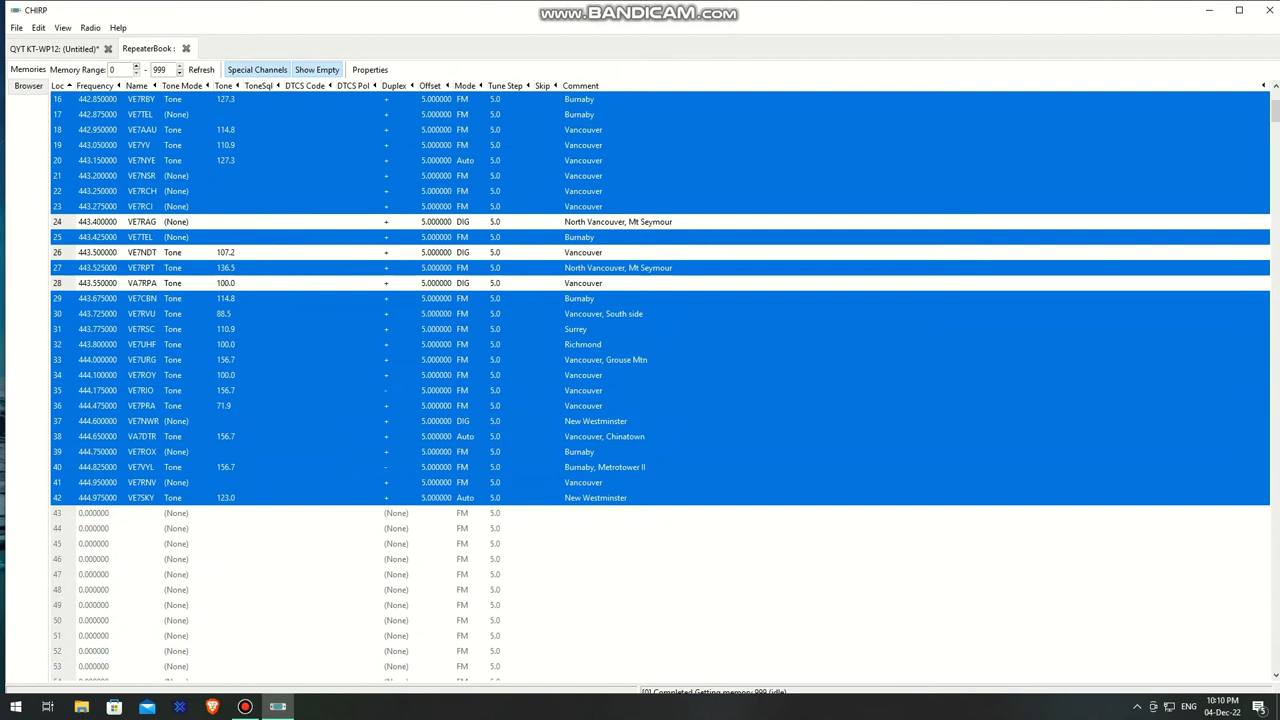 CHIRP
www.BANDICAM.com
File Edit View Radio Help
QYT KT-WP12: (Untitled)* RepeaterBook :
Memories Memory Range: 0 - 999 Refresh Special Channels Show Empty Properties
Browser Loc Frequency Name Tone Mode Tone ToneSql DTCS Code DTCS Pol Duplex Offset Mode Tune Step Skip Comment
16 442.850000 VE7RBY Tone 127.3 + 5.000000 FM 5.0 Burnaby
17 442.875000 VE7TEL (None) + 5.000000 FM 5.0 Burnaby
18 442.950000 VE7AAU Tone 114.8 + 5.000000 FM 5.0 Vancouver
19 443.050000 VE7YV Tone 110.9 + 5.000000 FM 5.0 Vancouver
20 443.150000 VE7NYE Tone 127.3 + 5.000000 Auto 5.0 Vancouver
21 443.200000 VE7NSR (None) + 5.000000 FM 5.0 Vancouver
22 443.250000 VE7RCH (None) + 5.000000 FM 5.0 Vancouver
23 443.275000 VE7RCI (None) + 5.000000 FM 5.0 Vancouver
24 443.400000 VE7RAG (None) + 5.000000 DIG 5.0 North Vancouver, Mt Seymour
25 443.425000 VE7TEL (None) + 5.000000 FM 5.0 Burnaby
26 443.500000 VE7NDT Tone 107.2 + 5.000000 DIG 5.0 Vancouver
27 443.525000 VE7RPT Tone 136.5 + 5.000000 FM 5.0 North Vancouver, Mt Seymour
28 443.550000 VA7RPA Tone 100.0 + 5.000000 DIG 5.0 Vancouver
29 443.675000 VE7CBN Tone 114.8 + 5.000000 FM 5.0 Burnaby
30 443.725000 VE7RVU Tone 88.5 + 5.000000 FM 5.0 Vancouver, South side
31 443.775000 VE7RSC Tone 110.9 + 5.000000 FM 5.0 Surrey
32 443.800000 VE7UHF Tone 100.0 + 5.000000 FM 5.0 Richmond
33 444.000000 VE7URG Tone 156.7 + 5.000000 FM 5.0 Vancouver, Grouse Mtn
34 444.100000 VE7ROY Tone 100.0 + 5.000000 FM 5.0 Vancouver
35 444.175000 VE7RIO Tone 156.7 - 5.000000 FM 5.0 Vancouver
36 444.475000 VE7PRA Tone 71.9 + 5.000000 FM 5.0 Vancouver
37 444.600000 VE7NWR (None) + 5.000000 DIG 5.0 New Westminster
38 444.650000 VA7DTR Tone 156.7 + 5.000000 Auto 5.0 Vancouver, Chinatown
39 444.750000 VE7ROX (None) + 5.000000 FM 5.0 Burnaby
40 444.825000 VE7VYL Tone 156.7 - 5.000000 FM 5.0 Burnaby, Metrotower II
41 444.950000 VE7RNV (None) + 5.000000 FM 5.0 Vancouver
42 444.975000 VE7SKY Tone 123.0 + 5.000000 Auto 5.0 New Westminster
43 0.000000 (None) (None) FM 5.0
44 0.000000 (None) (None) FM 5.0
45 0.000000 (None) (None) FM 5.0
46 0.000000 (None) (None) FM 5.0
47 0.000000 (None) (None) FM 5.0
48 0.000000 (None) (None) FM 5.0
49 0.000000 (None) (None) FM 5.0
50 0.000000 (None) (None) FM 5.0
51 0.000000 (None) (None) FM 5.0
52 0.000000 (None) (None) FM 5.0
53 0.000000 (None) (None) FM 5.0
[0] Completed Getting memory 999 (idle)
ENG 10:10 PM
04-Dec-22